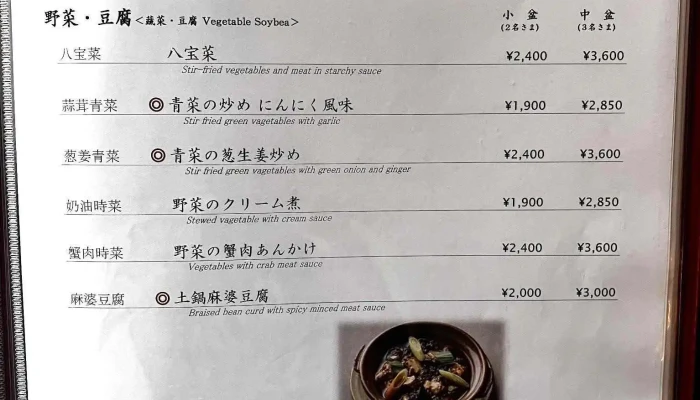 野菜・豆腐 <蔬菜・豆腐 Vegetable Soybea> 小 盆 中 盆
(2名さま) (3名さま)
八宝菜 八宝菜 ¥2,400 ¥3,600
Stir-fried vegetables and meat in starchy sauce
蒜茸青菜 ◎ 青菜の炒め にんにく風味 ¥1,900 ¥2,850
Stir fried green vagetables with garlic
葱姜青菜 ◎ 青菜の葱生姜炒め ¥2,400 ¥3,600
Stir fried green vagetables with green onion and ginger
奶油時菜 野菜のクリーム煮 ¥1,900 ¥2,850
Stewed vagetable with cream sauce
蟹肉時菜 野菜の蟹肉あんかけ ¥2,400 ¥3,600
Vegetables with crab meat sauce
麻婆豆腐 ◎ 土鍋麻婆豆腐 ¥2,000 ¥3,000
Braised bean curd with spicy minced meat sauce